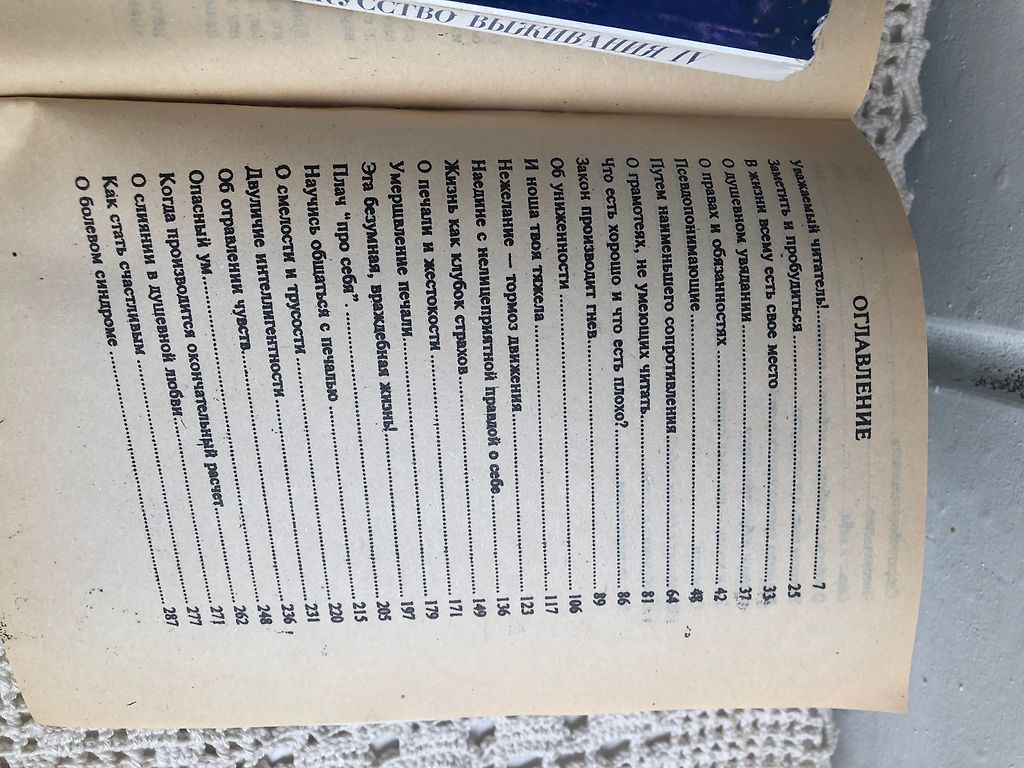 КУССТВО ВЫЖИВАНИЯ IV
ОГЛАВЛЕНИЕ
Уважаемый читатель! 7
Заметить и пробудиться 25
В жизни всему есть свое место 33
О душевном увядании 37
О правах и обязанностях 42
Псевдопонимающие 48
Путем наименьшего сопротивления 64
О грамотеях, не умеющих читать 81
Что есть хорошо и что есть плохо? 86
Закон производит гнев 89
Об униженности 106
И ноша твоя тяжела 117
Нежелание — тормоз движения 123
Наедине с нелицеприятной правдой о себе 136
Жизнь как клубок страхов 149
О печали и жестокости 171
Умерщвление печали 179
Эта безумная, враждебная жизнь! 197
Плач "про себя" 205
Научись общаться с печалью 215
О смелости и трусости 220
Двуличие интеллигентности 231
Об отравлении чувств 236
Опасный ум 248
Когда производится окончательный расчет 262
О слиянии в душевной любви 271
Как стать счастливым 277
О болевом синдроме 287